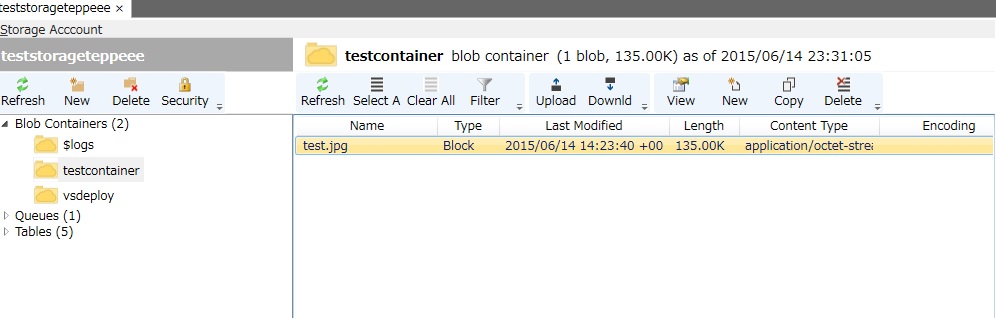 teststorageteppeee ×
Storage Acccount
teststorageteppeee
testcontainer blob container (1 blob, 135.00K) as of 2015/06/14 23:31:05
Refresh New Delete Security
Refresh Select A Clear All Filter Upload Downld View New Copy Delete
Blob Containers (2)
$logs
testcontainer
vsdeploy
Queues (1)
Tables (5)
Name Type Last Modified Length Content Type Encoding
test.jpg Block 2015/06/14 14:23:40 +00 135.00K application/octet-strea